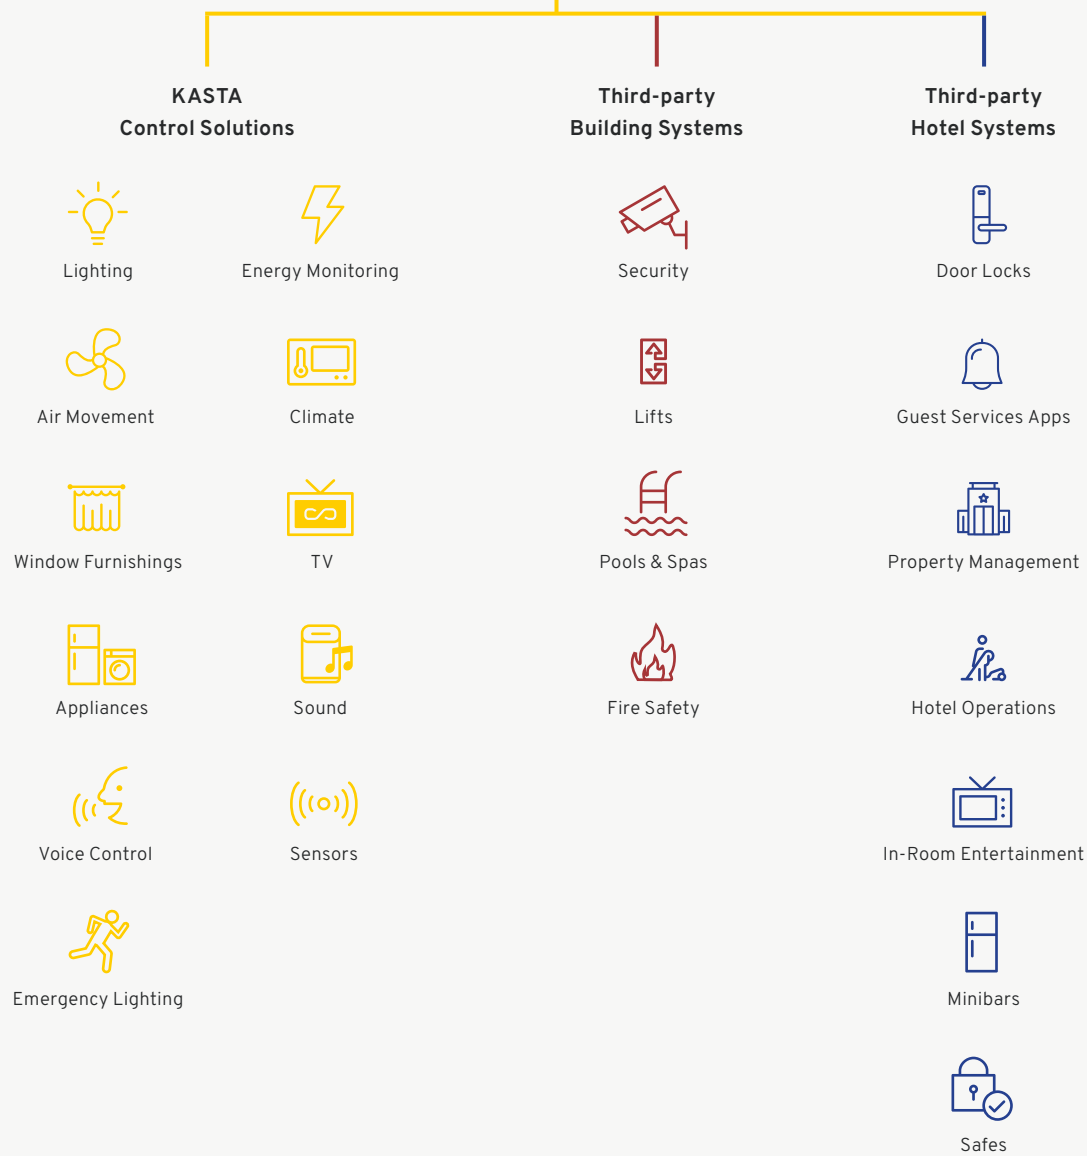 KASTA
Control Solutions
Third-party
Building Systems
Third-party
Hotel Systems
Lighting
Energy Monitoring
Security
Door Locks
Air Movement
Climate
Lifts
Guest Services Apps
Window Furnishings
TV
Pools & Spas
Property Management
Appliances
Sound
Fire Safety
Hotel Operations
Voice Control
Sensors
In-Room Entertainment
Emergency Lighting
Minibars
Safes